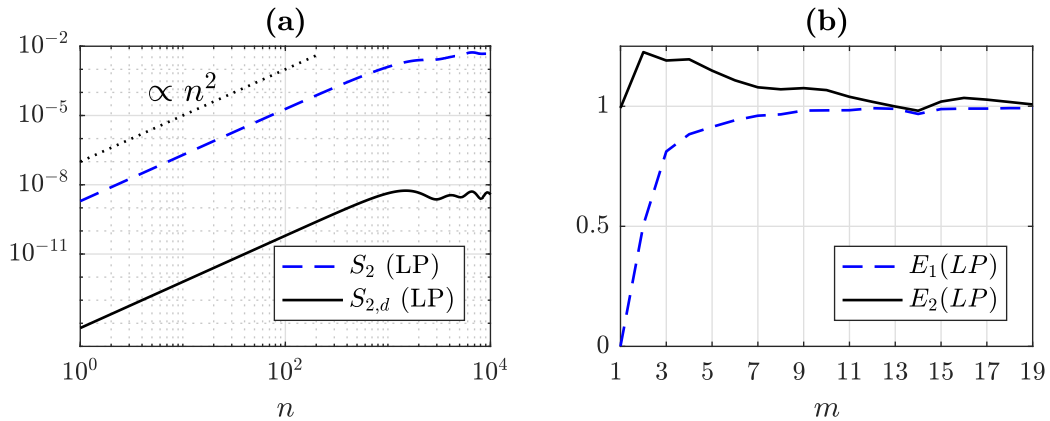 (a)
10^{-2}
10^{-5}
10^{-8}
10^{-11}
∝ n^2
S_2 (LP)
S_{2,d} (LP)
10^0
10^2
10^4
n
(b)
1
0.5
0
E_1(LP)
E_2(LP)
1 3 5 7 9 11 13 15 17 19
m